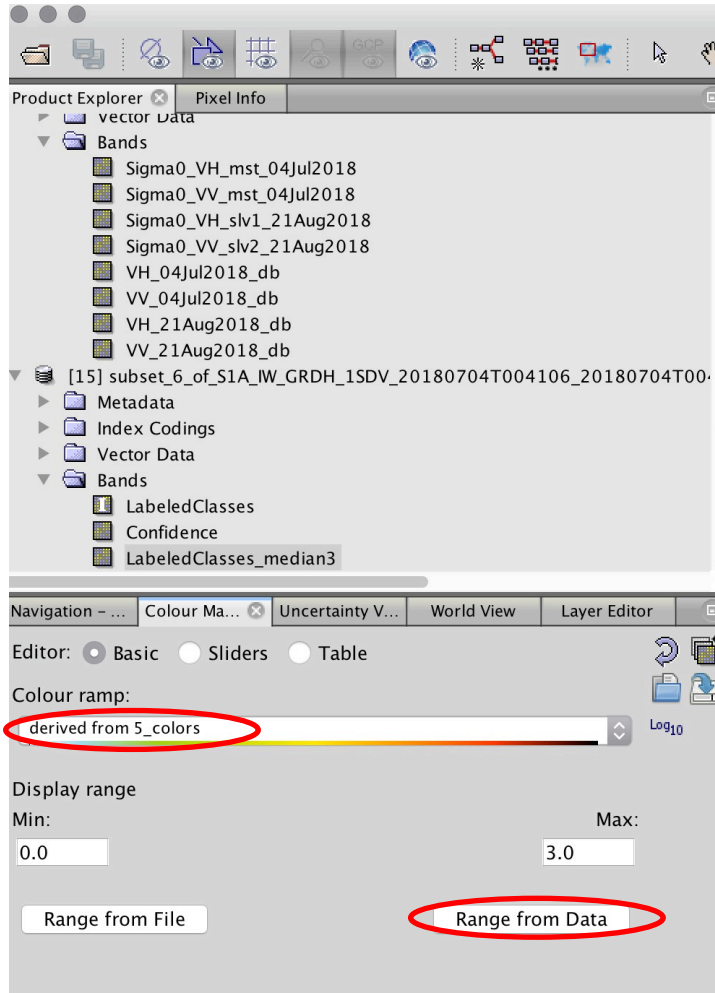 GCP
Product Explorer Pixel Info
Vector Data
Bands
Sigma0_VH_mst_04Jul2018
Sigma0_VV_mst_04Jul2018
Sigma0_VH_slv1_21Aug2018
Sigma0_VV_slv2_21Aug2018
VH_04Jul2018_db
VV_04Jul2018_db
VH_21Aug2018_db
VV_21Aug2018_db
[15] subset_6_of_S1A_IW_GRDH_1SDV_20180704T004106_20180704T00
Metadata
Index Codings
Vector Data
Bands
LabeledClasses
Confidence
LabeledClasses_median3
Navigation – ... Colour Ma... Uncertainty V... World View Layer Editor
Editor: Basic Sliders Table
Colour ramp:
derived from 5_colors Log10
Display range
Min: Max:
0.0 3.0
Range from File Range from Data